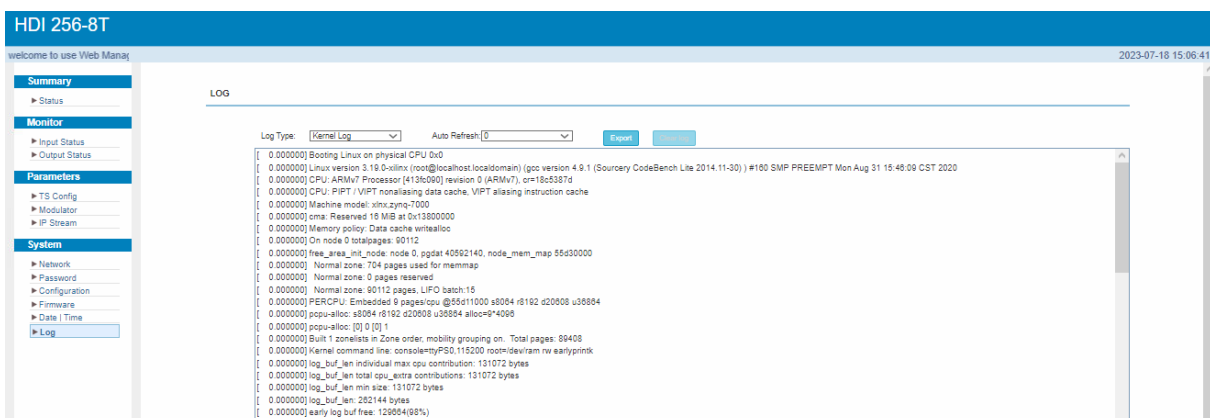 HDI 256-8T
welcome to use Web Manag
2023-07-18 15:06:41
Summary
Status
Monitor
Input Status
Output Status
Parameters
TS Config
Modulator
IP Stream
System
Network
Password
Configuration
Firmware
Date | Time
Log
LOG
Log Type: Kernel Log Auto Refresh: 0 Export
[ 0.000000] Booting Linux on physical CPU 0x0
[ 0.000000] Linux version 3.19.0-xilinx (root@localhost.localdomain) (gcc version 4.9.1 (Sourcery CodeBench Lite 2014.11-30) ) #160 SMP PREEMPT Mon Aug 31 15:46:09 CST 2020
[ 0.000000] CPU: ARMv7 Processor [413fc090] revision 0 (ARMv7), cr=18c5387d
[ 0.000000] CPU: PIPT / VIPT nonaliasing data cache, VIPT aliasing instruction cache
[ 0.000000] Machine model: xlnx,zynq-7000
[ 0.000000] cma: Reserved 16 MiB at 0x13800000
[ 0.000000] Memory policy: Data cache writealloc
[ 0.000000] On node 0 totalpages: 90112
[ 0.000000] free_area_init_node: node 0, pgdat 40592140, node_mem_map 55d30000
[ 0.000000] Normal zone: 704 pages used for memmap
[ 0.000000] Normal zone: 0 pages reserved
[ 0.000000] Normal zone: 90112 pages, LIFO batch:15
[ 0.000000] PERCPU: Embedded 9 pages/cpu @55d11000 s8064 r8192 d20608 u36864
[ 0.000000] pcpu-alloc: s8064 r8192 d20608 u36864 alloc=9*4096
[ 0.000000] pcpu-alloc: [0] 0 [0] 1
[ 0.000000] Built 1 zonelists in Zone order, mobility grouping on. Total pages: 89408
[ 0.000000] Kernel command line: console=ttyPS0,115200 root=/dev/ram rw earlyprintk
[ 0.000000] log_buf_len individual max cpu contribution: 131072 bytes
[ 0.000000] log_buf_len total cpu_extra contributions: 131072 bytes
[ 0.000000] log_buf_len min size: 131072 bytes
[ 0.000000] log_buf_len: 262144 bytes
[ 0.000000] early log buf free: 129664(98%)